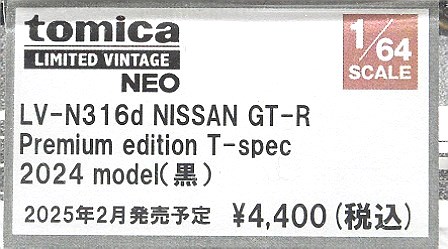 tomica
LIMITED VINTAGE
NEO
1/64
SCALE
LV-N316d NISSAN GT-R
Premium edition T-spec
2024 model(黒)
2025年2月発売予定 ¥4,400(税込)